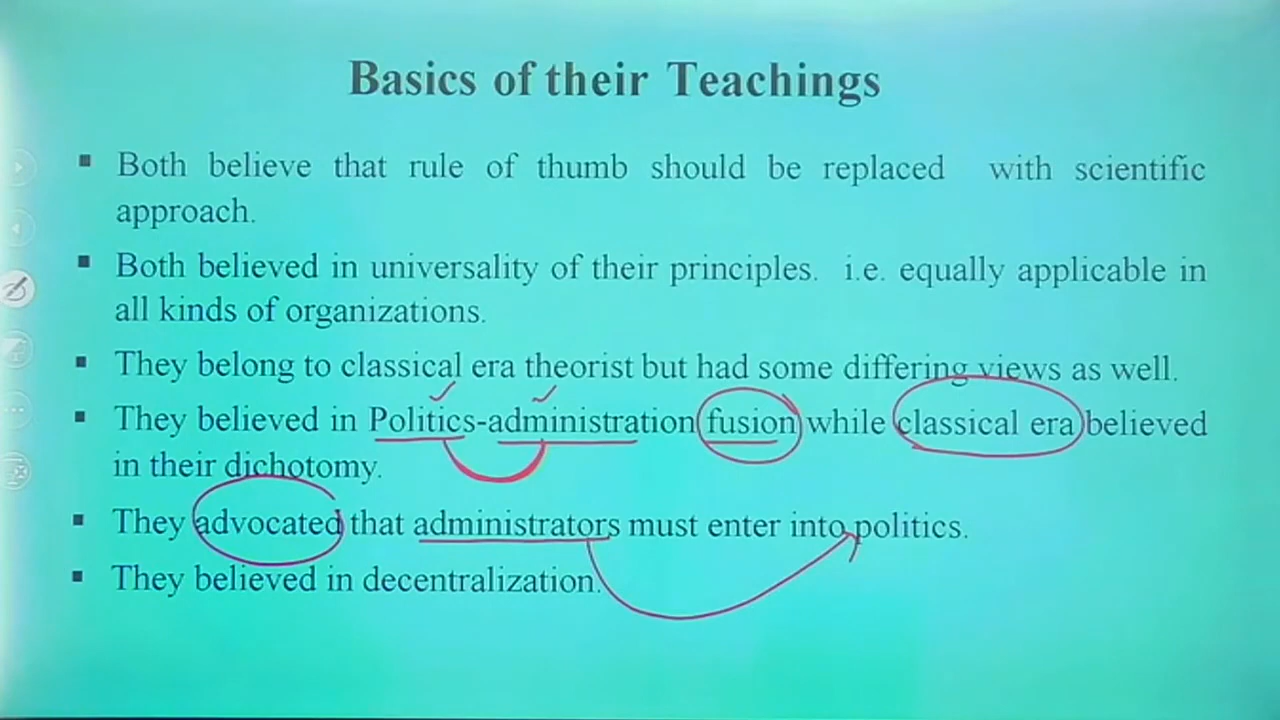 Basics of their Teachings
▪ Both believe that rule of thumb should be replaced with scientific
approach.
▪ Both believed in universality of their principles. i.e. equally applicable in
all kinds of organizations.
▪ They belong to classical era theorist but had some differing views as well.
▪ They believed in Politics-administration fusion while classical era believed
in their dichotomy.
▪ They advocated that administrators must enter into politics.
▪ They believed in decentralization.